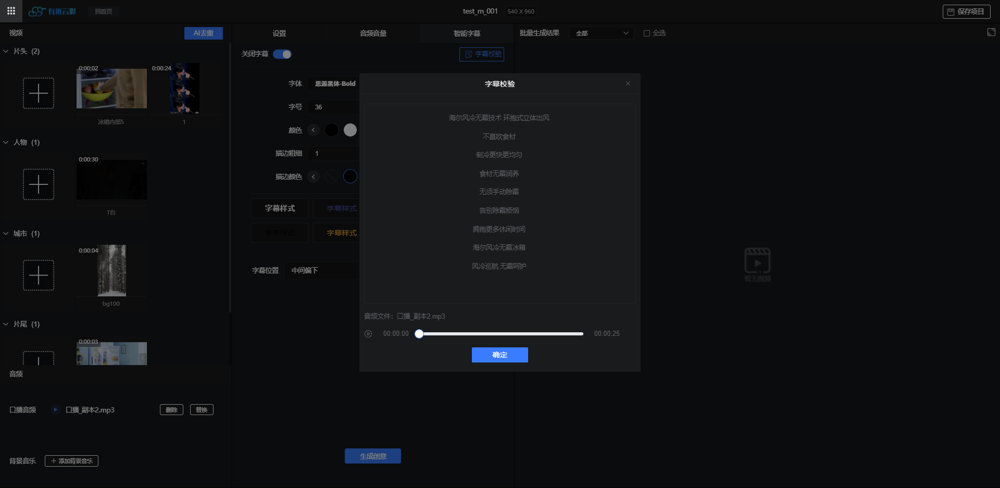 有米云影
回首页
test_m_001
540 X 960
保存项目
视频
AI去重
片头 (2)
0:00:02
0:00:24
冰箱内部5
1
人物 (1)
0:00:30
T台
城市 (1)
0:00:04
bg100
片尾 (1)
0:00:03
音频
口播音频
口播_副本2.mp3
删除
替换
背景音乐
添加背景音乐
设置
音频音量
智能字幕
关闭字幕
字幕校验
字体
思源黑体-Bold
字号
36
颜色
描边粗细
1
描边颜色
字幕样式
字幕样式
字幕样式
字幕样式
字幕位置
中间偏下
生成创意
批量生成结果
全部
全选
暂无视频
字幕校验
海尔风冷无霜技术 环抱式立体出风
不直吹食材
制冷更快更均匀
食材无霜润养
无须手动除霜
告别除霜烦恼
拥抱更多休闲时间
海尔风冷无霜冰箱
风冷巡航 无霜呵护
音频文件：口播_副本2.mp3
00:00:00
00:00:25
确定